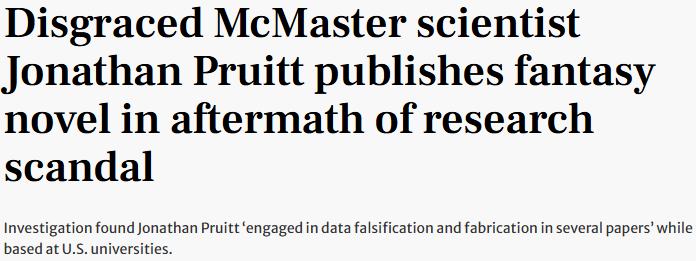 Disgraced McMaster scientist
Jonathan Pruitt publishes fantasy
novel in aftermath of research
scandal
Investigation found Jonathan Pruitt ‘engaged in data falsification and fabrication in several papers’ while
based at U.S. universities.